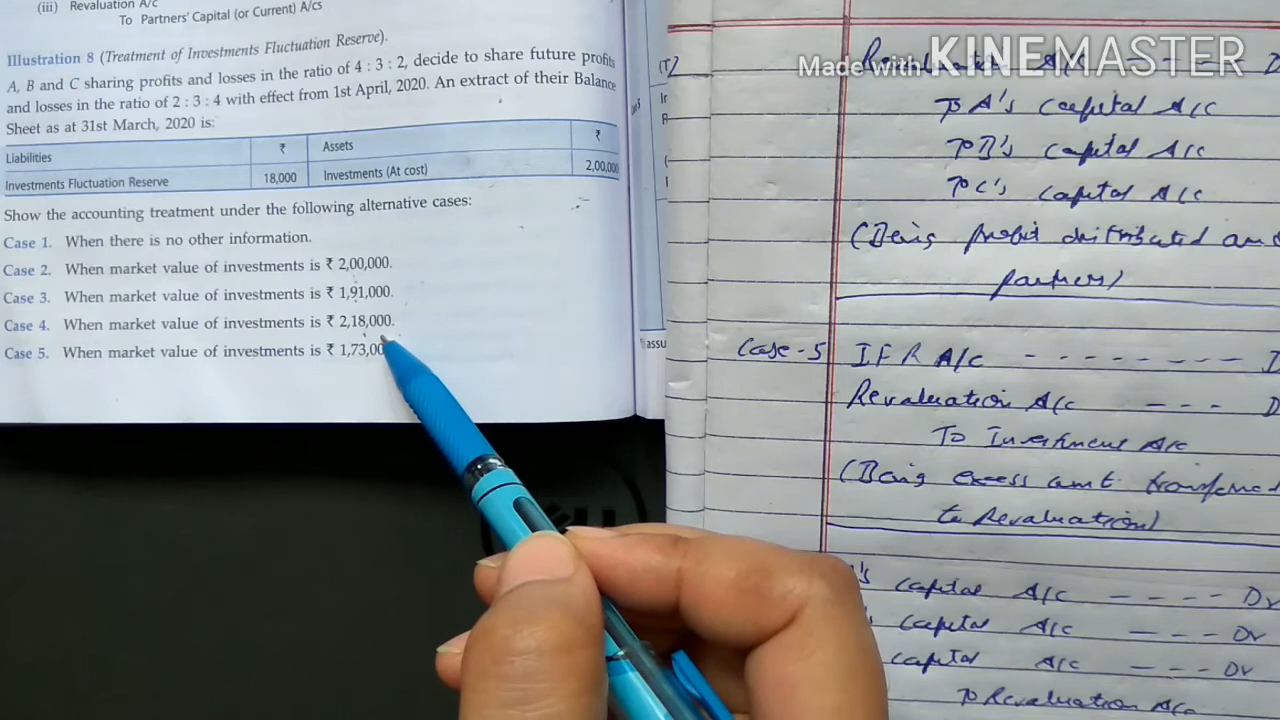 (iii) Revaluation A/c
To Partners' Capital (or Current) A/cs
Illustration 8 (Treatment of Investments Fluctuation Reserve).
A, B and C sharing profits and losses in the ratio of 4 : 3 : 2, decide to share future profits
and losses in the ratio of 2 : 3 : 4 with effect from 1st April, 2020. An extract of their Balance
Sheet as at 31st March, 2020 is:
Liabilities ₹ Assets ₹
Investments Fluctuation Reserve 18,000 Investments (At cost) 2,00,000
Show the accounting treatment under the following alternative cases:
Case 1. When there is no other information.
Case 2. When market value of investments is ₹ 2,00,000.
Case 3. When market value of investments is ₹ 1,91,000.
Case 4. When market value of investments is ₹ 2,18,000.
Case 5. When market value of investments is ₹ 1,73,00
assu
Made with KINEMASTER
Revaluation A/c - - - - - D
To A's Capital A/c
To B's Capital A/c
To C's Capital A/c
(Being profit distributed am
partners)
Case-5 IFR A/c - - - - - - - -
Revaluation A/c - - - D
To Investment A/c
(Being excess amt transferred
to Revaluation)
's Capital A/c - - - - Dr
Capital A/c - - - Dr
Capital A/c - - - Dr
To Revaluation A/c